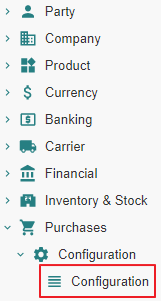 Party
Company
Product
Currency
Banking
Carrier
Financial
Inventory & Stock
Purchases
Configuration
Configuration